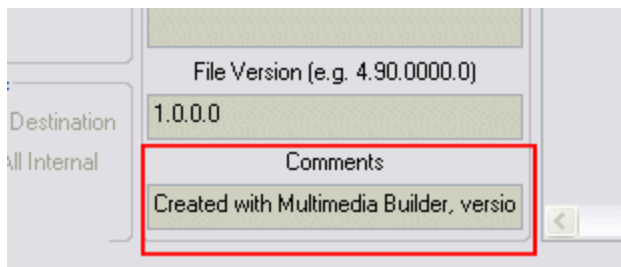 File Version (e.g. 4.90.0000.0)
Destination
1.0.0.0
All Internal
Comments
Created with Multimedia Builder, versio